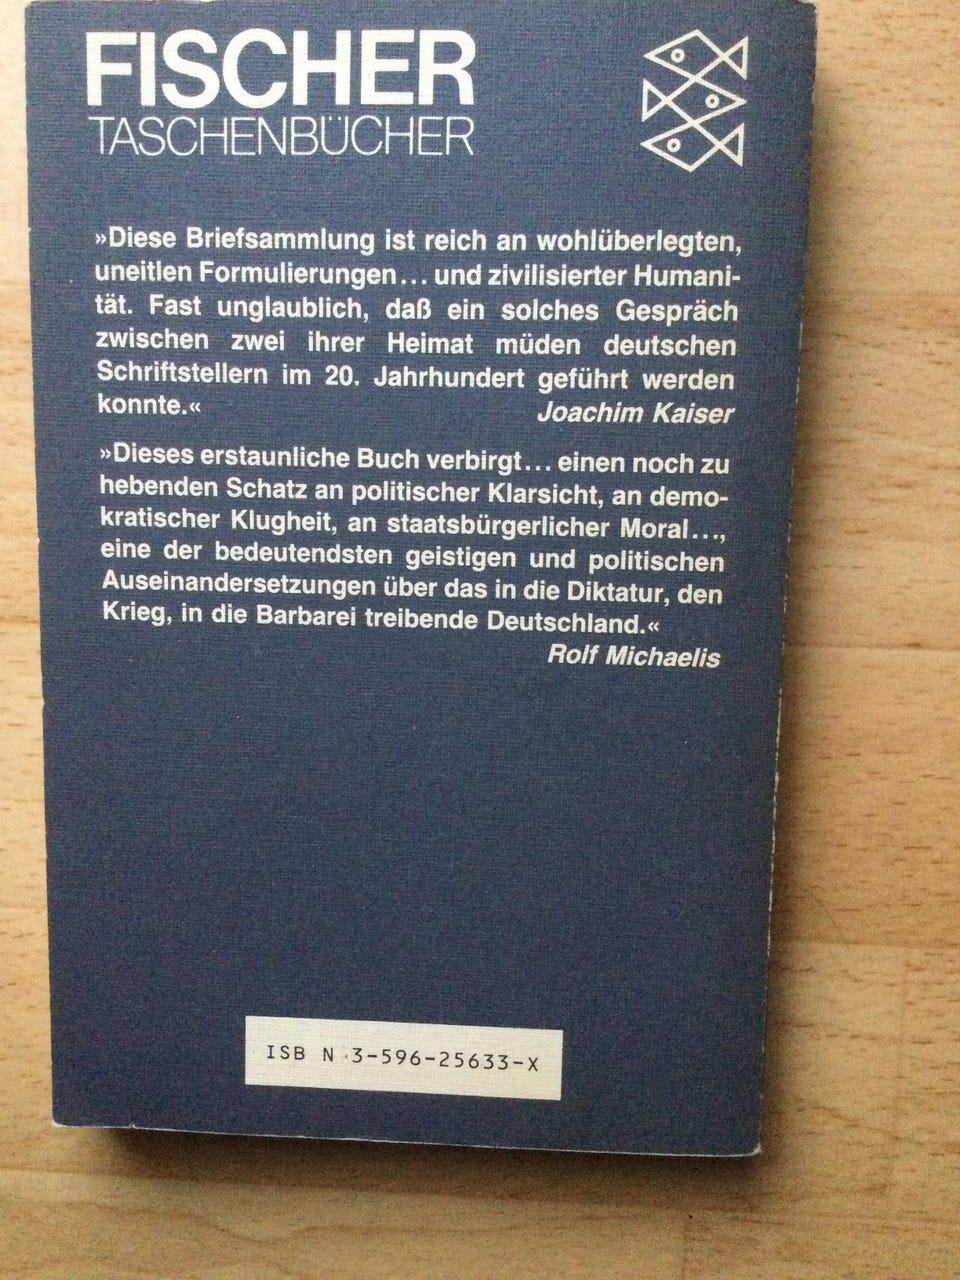 FISCHER
TASCHENBÜCHER
»Diese Briefsammlung ist reich an wohlüberlegten,
uneitlen Formulierungen... und zivilisierter Humani-
tät. Fast unglaublich, daß ein solches Gespräch
zwischen zwei ihrer Heimat müden deutschen
Schriftstellern im 20. Jahrhundert geführt werden
konnte.« Joachim Kaiser
»Dieses erstaunliche Buch verbirgt... einen noch zu
hebenden Schatz an politischer Klarsicht, an demo-
kratischer Klugheit, an staatsbürgerlicher Moral...,
eine der bedeutendsten geistigen und politischen
Auseinandersetzungen über das in die Diktatur, den
Krieg, in die Barbarei treibende Deutschland.«
Rolf Michaelis
ISB N 3-596-25633-X